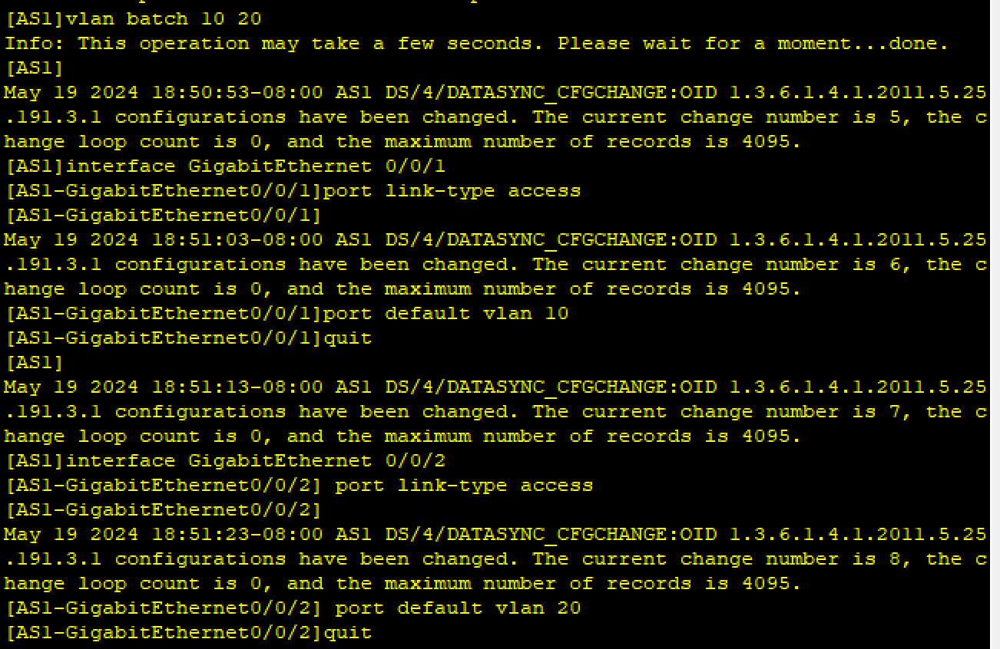 [AS1]vlan batch 10 20
Info: This operation may take a few seconds. Please wait for a moment...done.
[AS1]
May 19 2024 18:50:53-08:00 AS1 DS/4/DATASYNC_CFGCHANGE:OID 1.3.6.1.4.1.2011.5.25
.191.3.1 configurations have been changed. The current change number is 5, the c
hange loop count is 0, and the maximum number of records is 4095.
[AS1]interface GigabitEthernet 0/0/1
[AS1-GigabitEthernet0/0/1]port link-type access
[AS1-GigabitEthernet0/0/1]
May 19 2024 18:51:03-08:00 AS1 DS/4/DATASYNC_CFGCHANGE:OID 1.3.6.1.4.1.2011.5.25
.191.3.1 configurations have been changed. The current change number is 6, the c
hange loop count is 0, and the maximum number of records is 4095.
[AS1-GigabitEthernet0/0/1]port default vlan 10
[AS1-GigabitEthernet0/0/1]quit
[AS1]
May 19 2024 18:51:13-08:00 AS1 DS/4/DATASYNC_CFGCHANGE:OID 1.3.6.1.4.1.2011.5.25
.191.3.1 configurations have been changed. The current change number is 7, the c
hange loop count is 0, and the maximum number of records is 4095.
[AS1]interface GigabitEthernet 0/0/2
[AS1-GigabitEthernet0/0/2] port link-type access
[AS1-GigabitEthernet0/0/2]
May 19 2024 18:51:23-08:00 AS1 DS/4/DATASYNC_CFGCHANGE:OID 1.3.6.1.4.1.2011.5.25
.191.3.1 configurations have been changed. The current change number is 8, the c
hange loop count is 0, and the maximum number of records is 4095.
[AS1-GigabitEthernet0/0/2] port default vlan 20
[AS1-GigabitEthernet0/0/2]quit